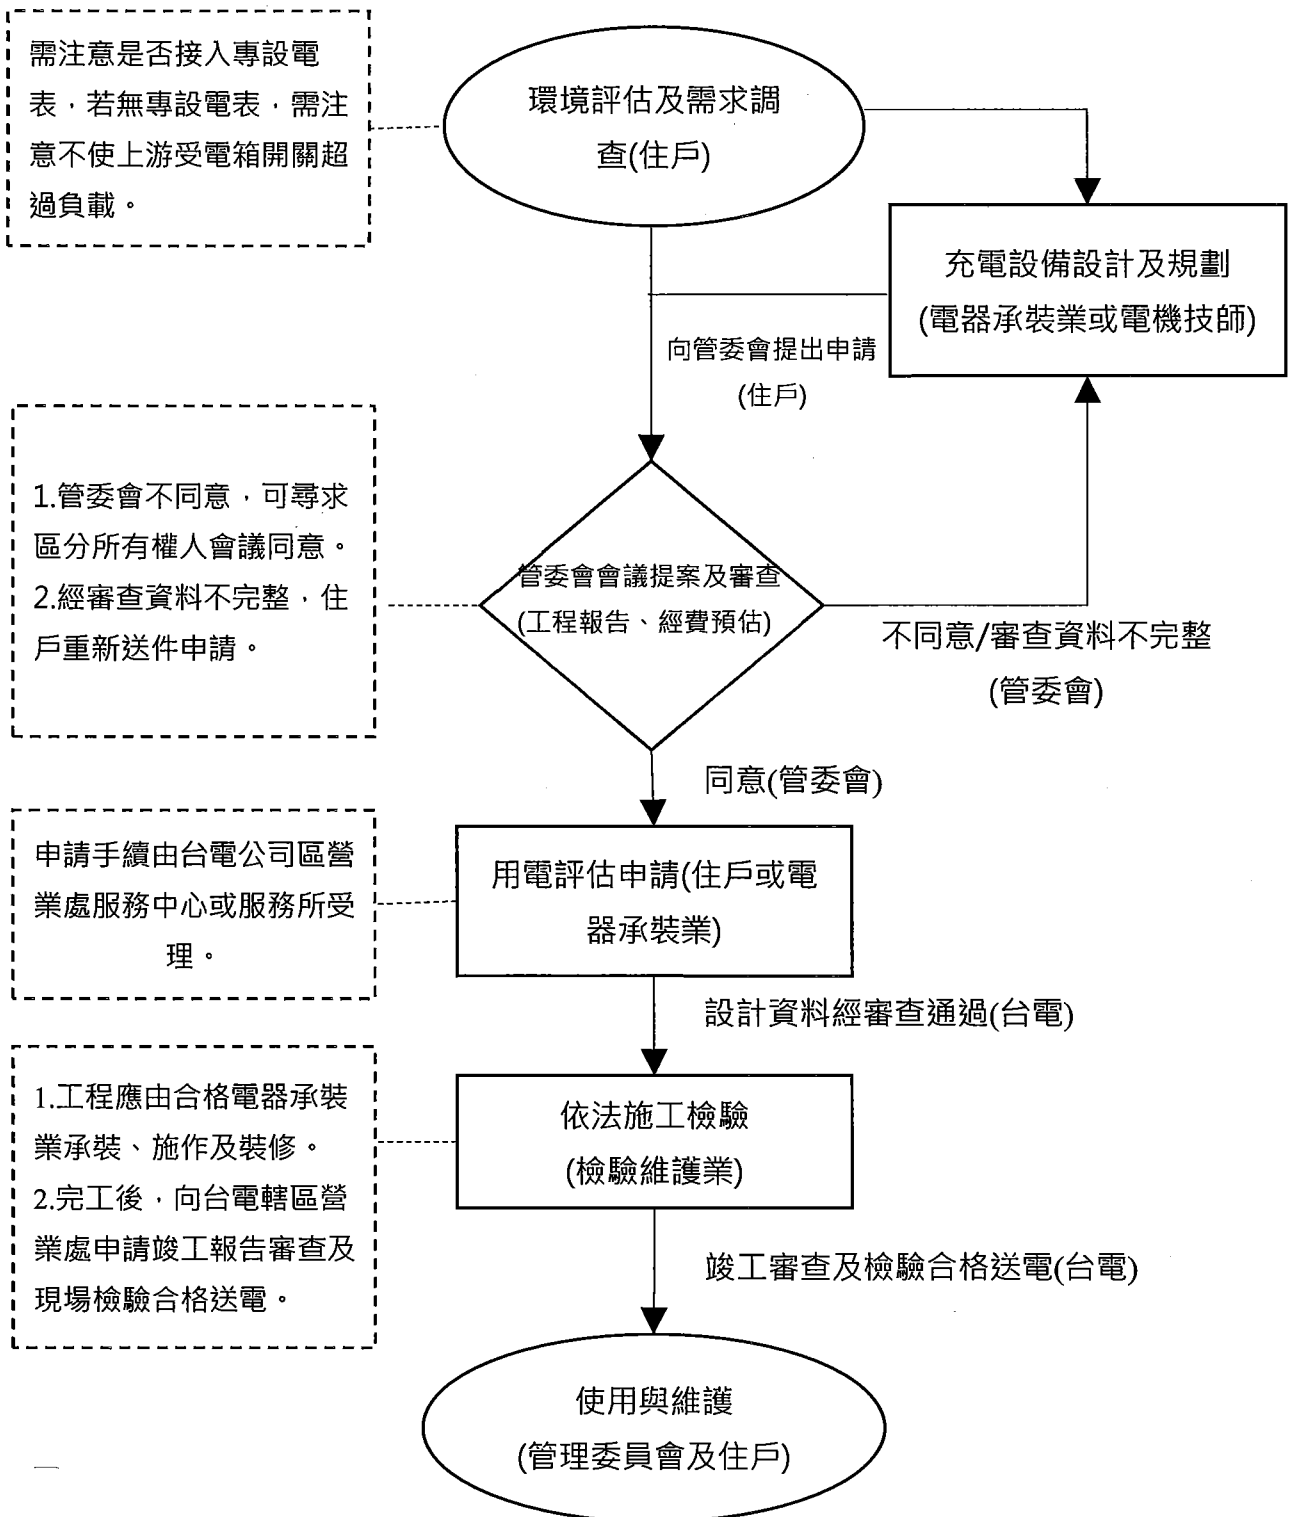 需注意是否接入專設電
表，若無專設電表，需注
意不使上游受電箱開關超
過負載。
環境評估及需求調
查(住戶)
充電設備設計及規劃
(電器承裝業或電機技師)
向管委會提出申請
(住戶)
1.管委會不同意，可尋求
區分所有權人會議同意。
2.經審查資料不完整，住
戶重新送件申請。
管委會會議提案及審查
(工程報告、經費預估)
不同意/審查資料不完整
(管委會)
同意(管委會)
申請手續由台電公司區營
業處服務中心或服務所受
理。
用電評估申請(住戶或電
器承裝業)
設計資料經審查通過(台電)
1.工程應由合格電器承裝
業承裝、施作及裝修。
2.完工後，向台電轄區營
業處申請竣工報告審查及
現場檢驗合格送電。
依法施工檢驗
(檢驗維護業)
竣工審查及檢驗合格送電(台電)
使用與維護
(管理委員會及住戶)